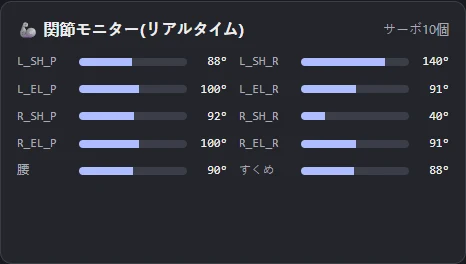 🦾 関節モニター(リアルタイム) サーボ10個
L_SH_P 88° L_SH_R 140°
L_EL_P 100° L_EL_R 91°
R_SH_P 92° R_SH_R 40°
R_EL_P 100° R_EL_R 91°
腰 90° すくめ 88°